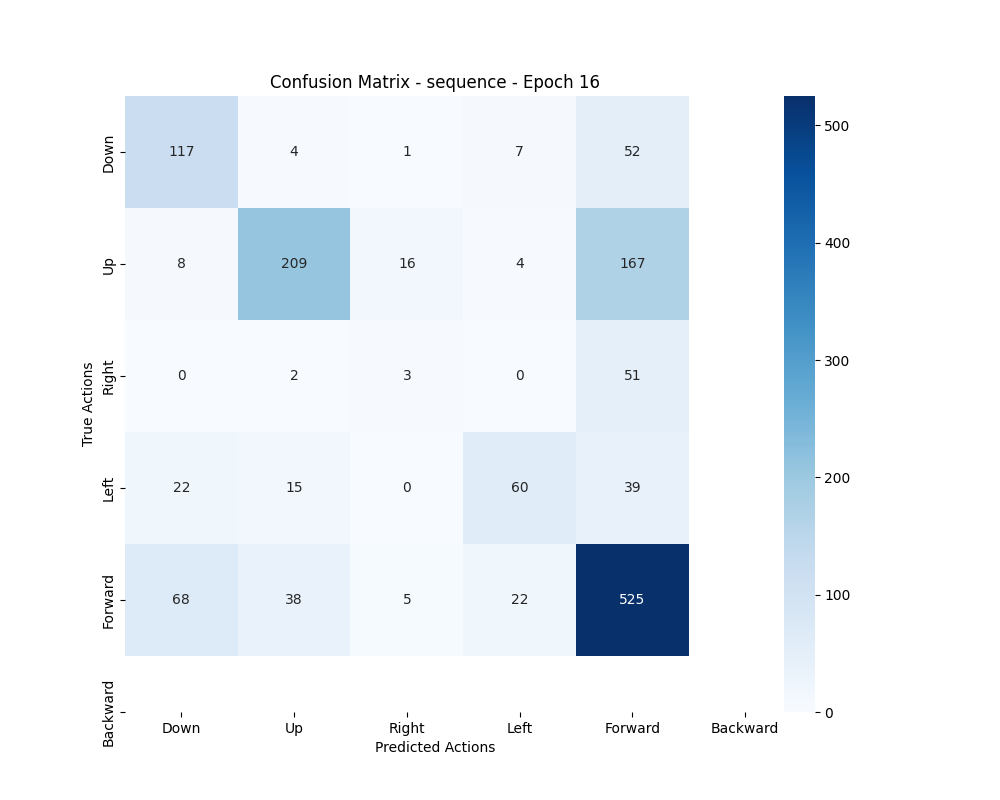 Confusion Matrix - sequence - Epoch 16
True Actions
Down 117 4 1 7 52
Up 8 209 16 4 167
Right 0 2 3 0 51
Left 22 15 0 60 39
Forward 68 38 5 22 525
Backward
Down Up Right Left Forward Backward
Predicted Actions
500
400
300
200
100
0